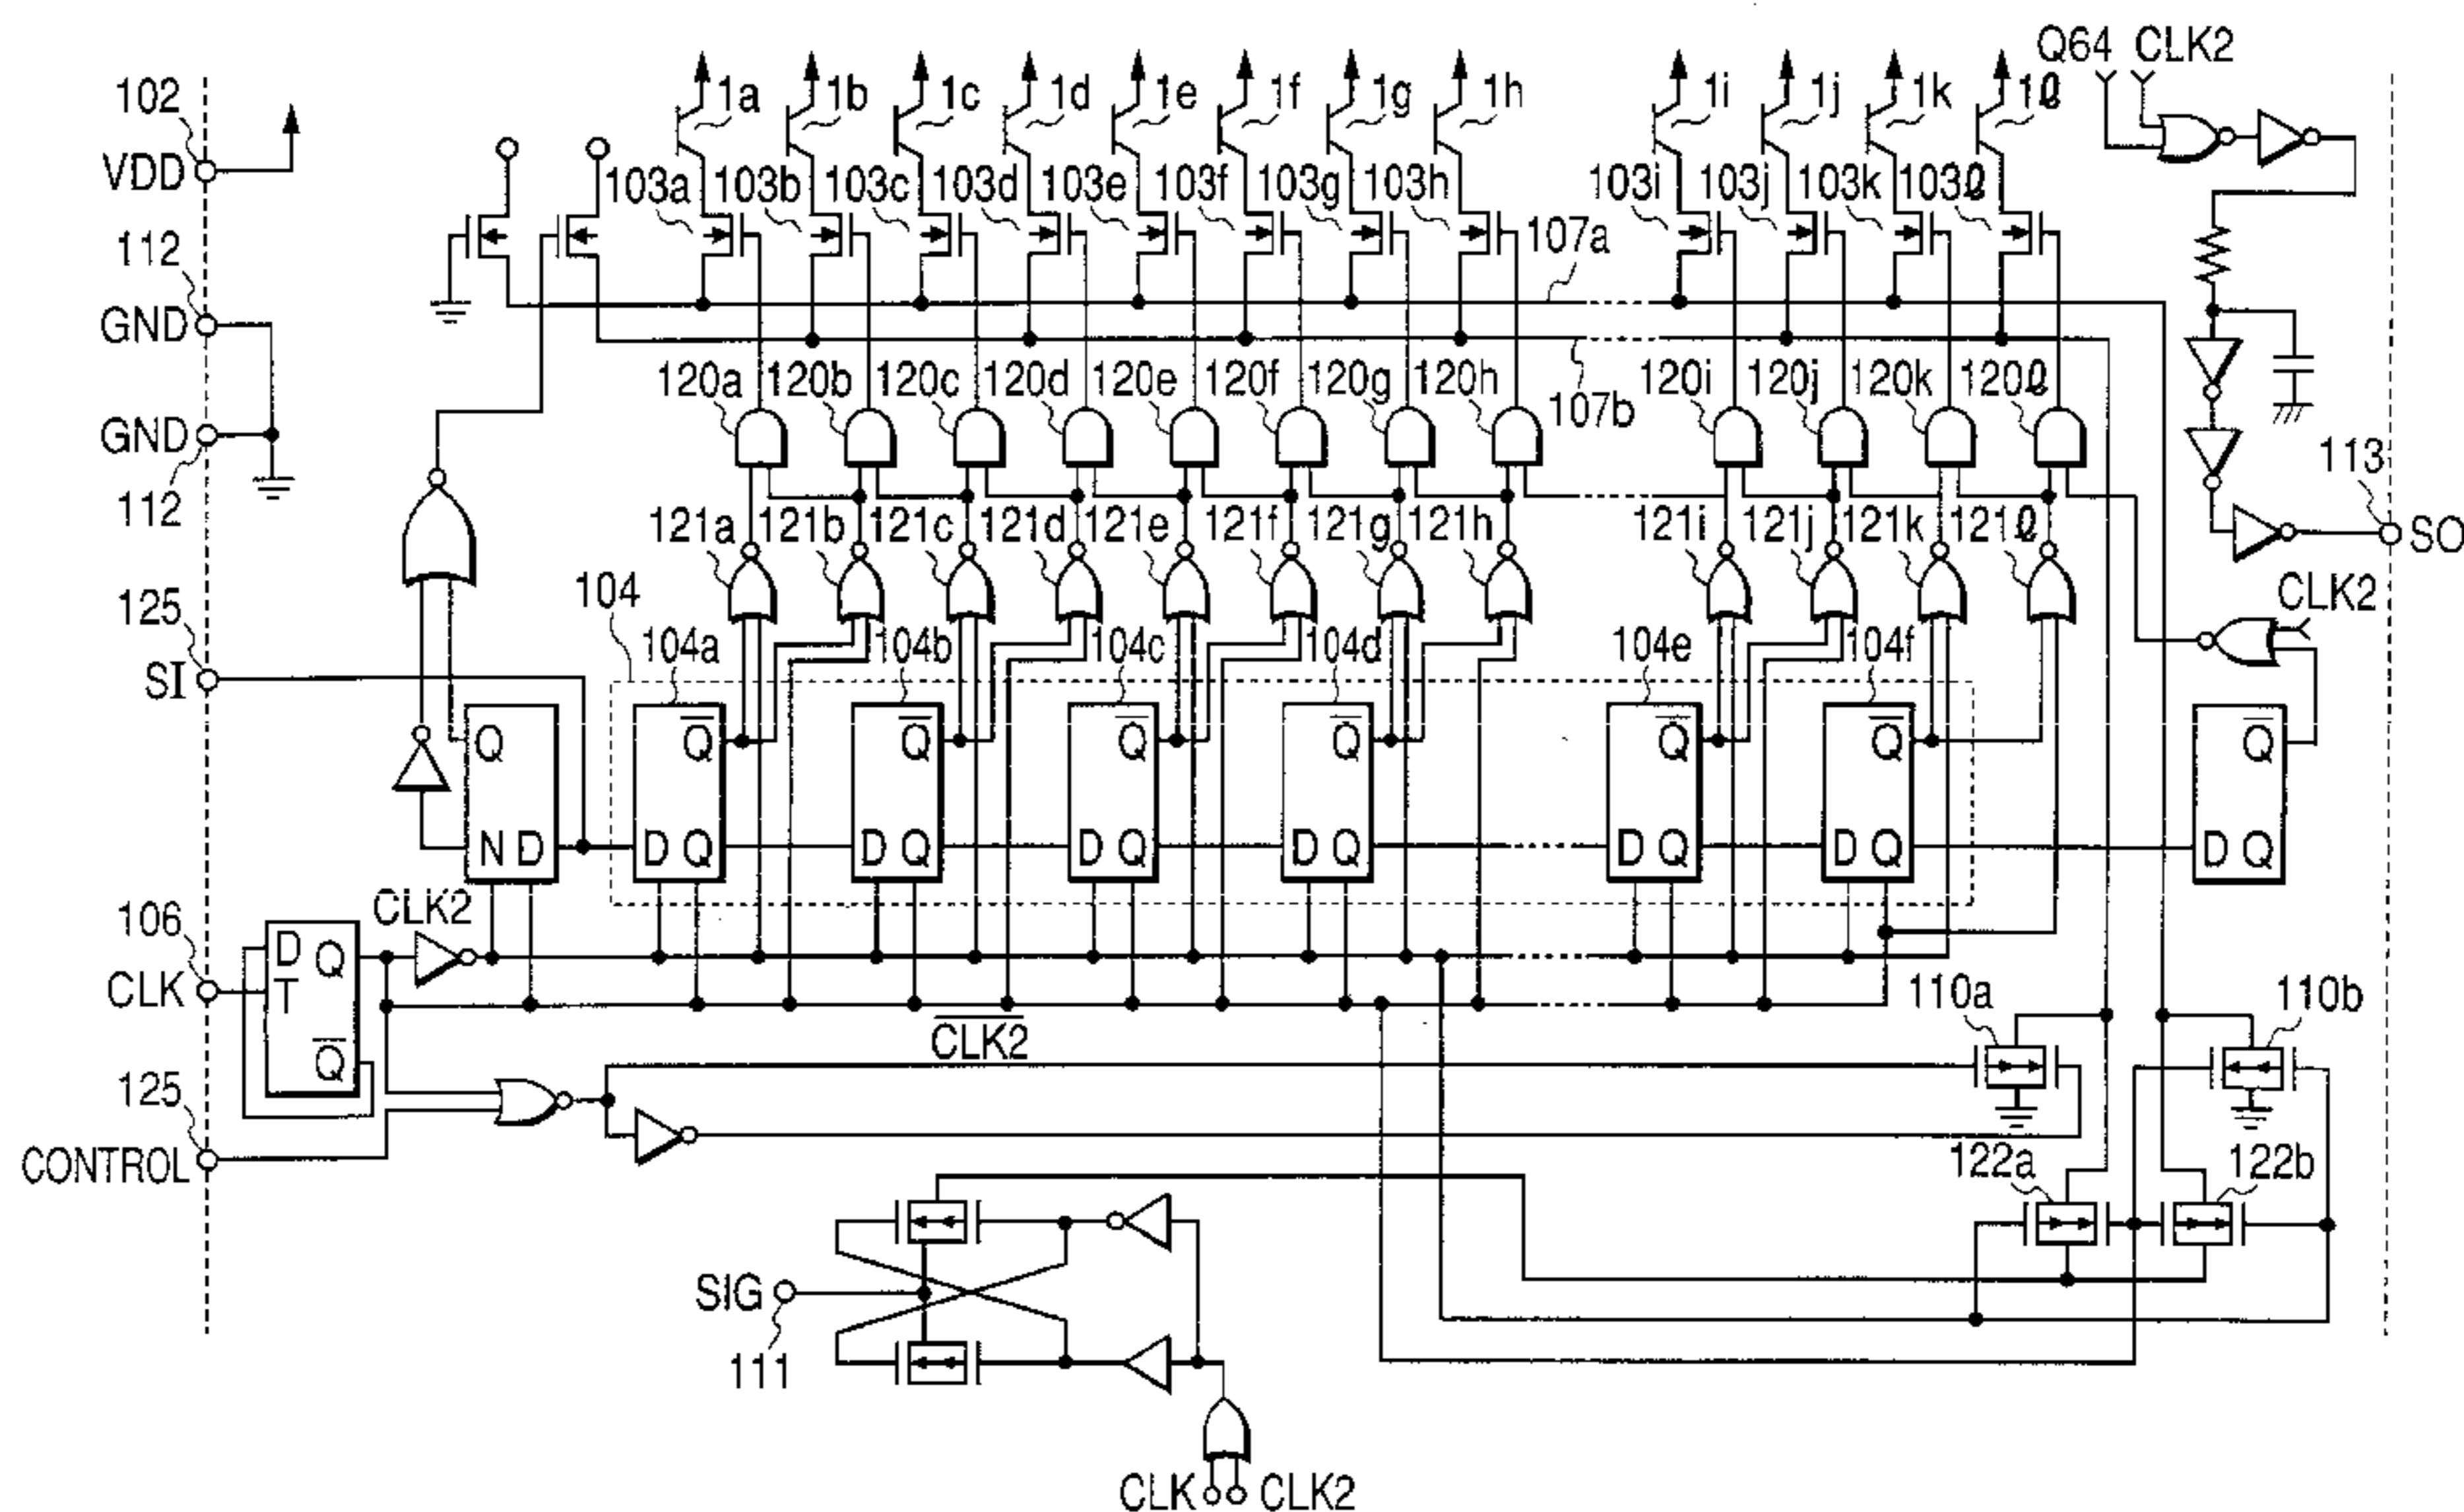 Q64 CLK2
102 1a 1b 1c 1d 1e 1f 1g 1h 1i 1j 1k 1ℓ
VDD 103a 103b 103c 103d 103e 103f 103g 103h 103i 103j 103k 103ℓ
112 107a
GND
120a 120b 120c 120d 120e 120f 120g 120h 107b 120i 120j 120k 120ℓ
GND 113
112 121a 121b 121c 121d 121e 121f 121g 121h 121i 121j 121k 121ℓ SO
125 104 CLK2
SI 104a 104b 104c 104d 104e 104f
Q Q̅ Q̅ Q̅ Q̅ Q̅ Q̅ Q̅
N D D Q D Q D Q D Q D Q D Q D Q
106 CLK2
D Q
CLK T 110a 110b
C̅L̅K̅2̅
Q̅
125
CONTROL 122a 122b
SIG
111
CLK CLK2